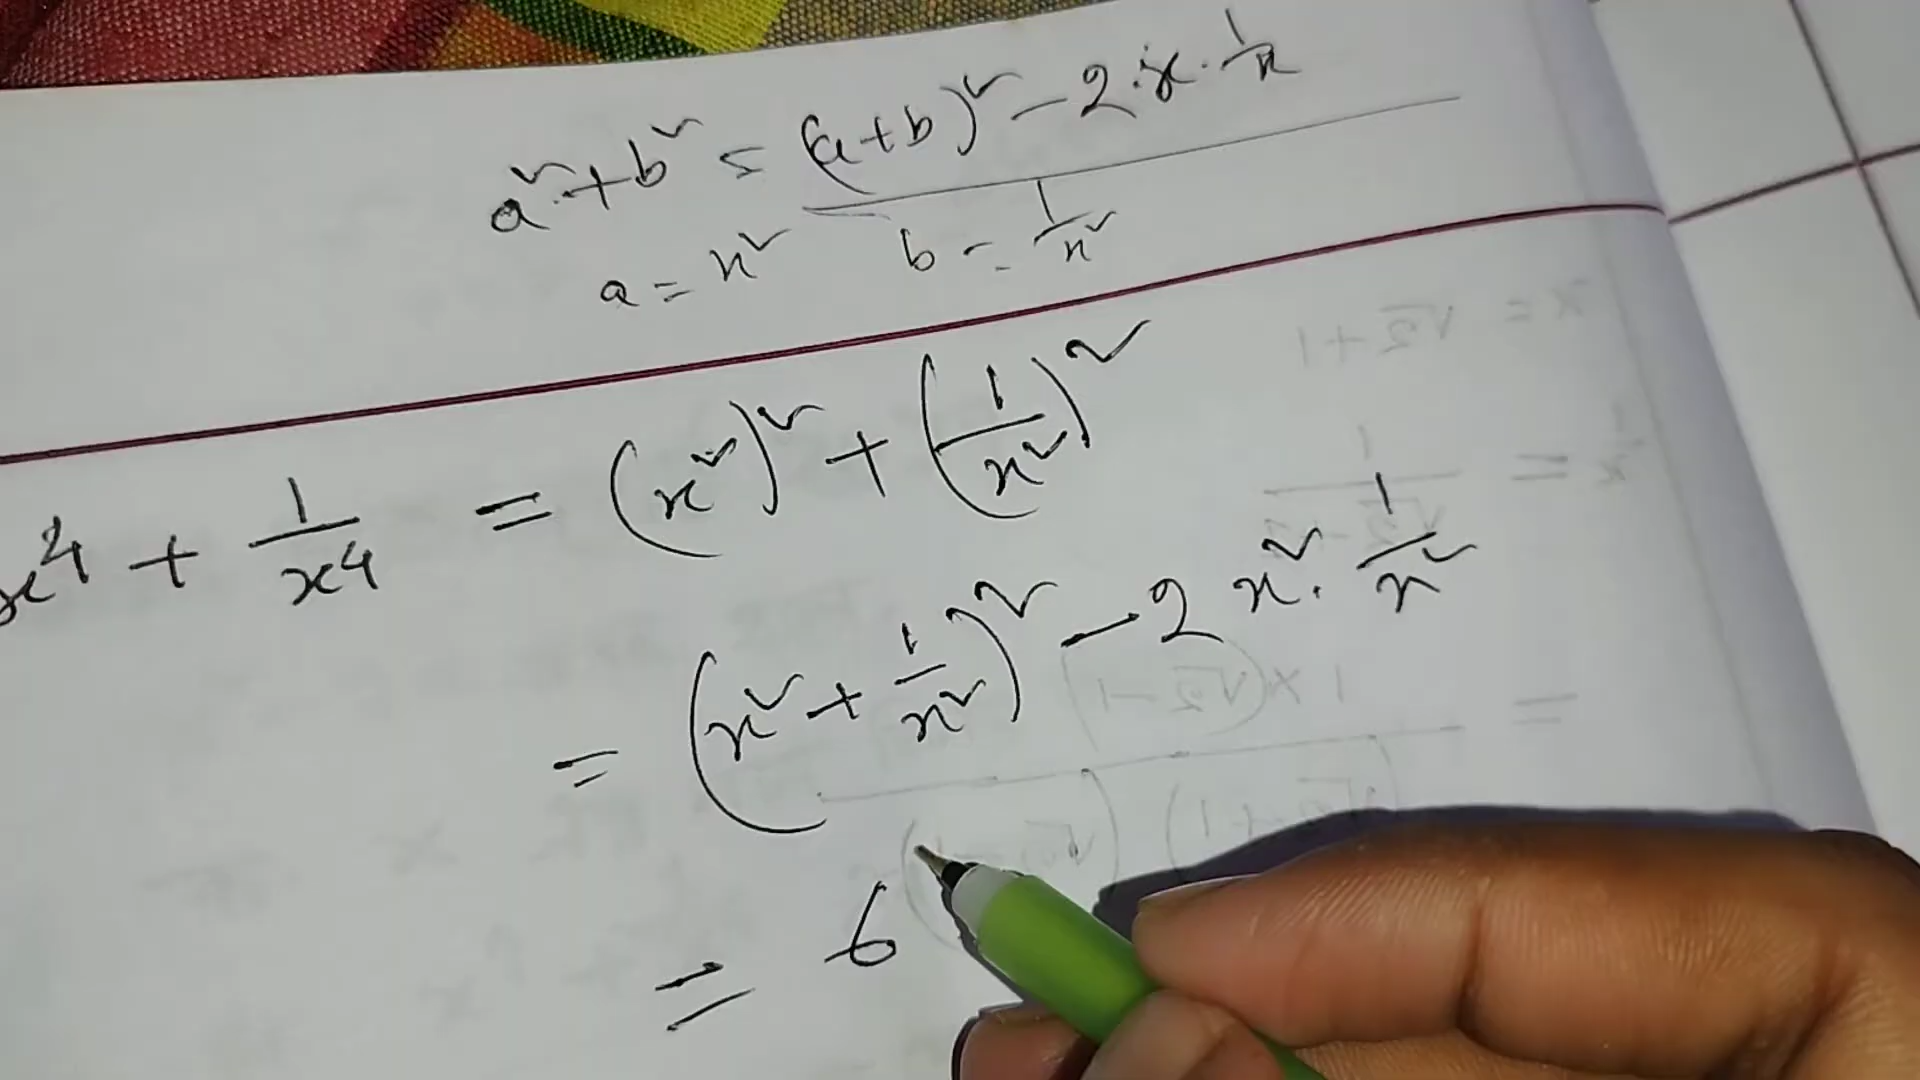 a² + b² = (a+b)² - 2·x·1/x
a = x² b = 1/x²
x⁴ + 1/x⁴ = (x²)² + (1/x²)²
= (x² + 1/x²)² - 2 x²·1/x²
= 6